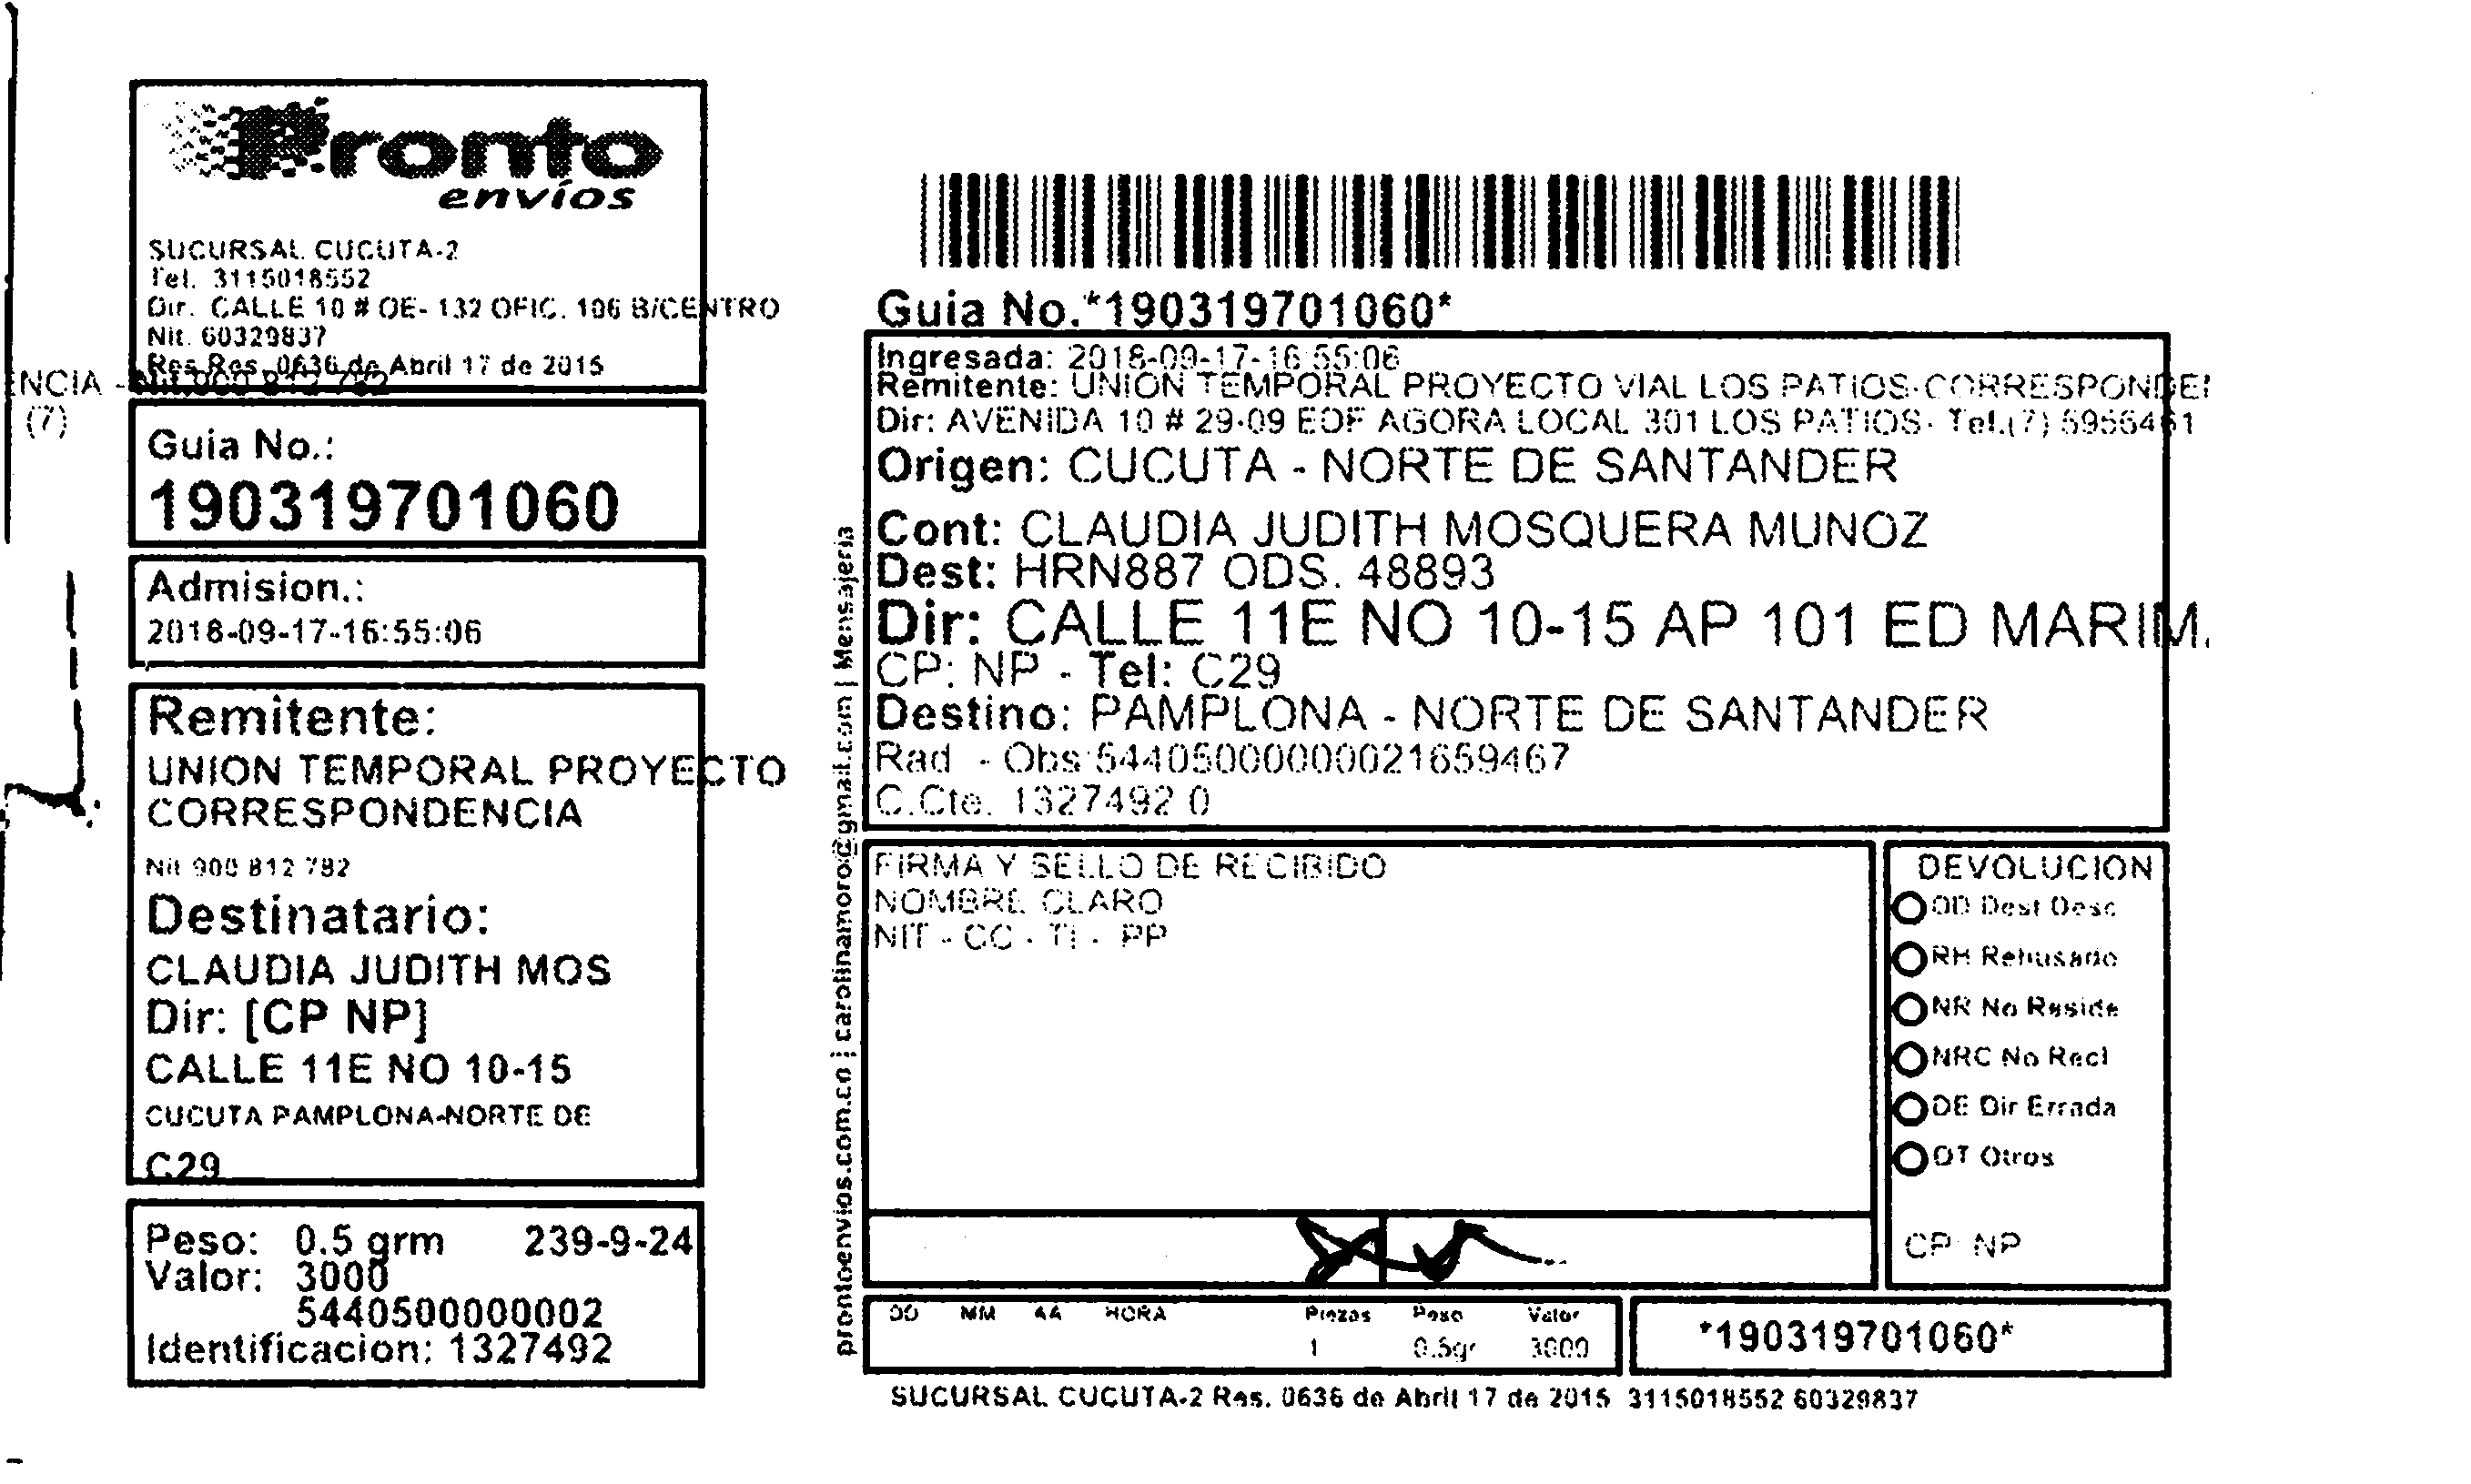 Pronto
envíos
SUCURSAL CUCUTA-2
Tel. 3115018552
Dir. CALLE 10 # OE- 132 OFIC. 106 B/CENTRO
Nit. 60329837
Res Res. 0636 de Abril 17 de 2015
ENCIA - Nit.900 812 782
(7)
Guia No.:
190319701060
Admision.:
2018-09-17-16:55:06
Remitente:
UNION TEMPORAL PROYECTO
CORRESPONDENCIA
Nit 900 812 782
Destinatario:
CLAUDIA JUDITH MOS
Dir: [CP NP]
CALLE 11E NO 10-15
CUCUTA PAMPLONA-NORTE DE
C29
Peso: 0.5 grm 239-9-24
Valor: 3000
5440500000002
Identificacion: 1327492
prontoenvios.com.co | carolinamoro@gmail.com | Mensajeria
Guia No.*190319701060*
Ingresada: 2018-09-17-16:55:06
Remitente: UNION TEMPORAL PROYECTO VIAL LOS PATIOS-CORRESPONDE
Dir: AVENIDA 10 # 29-09 EOF AGORA LOCAL 301 LOS PATIOS- Tel.(7)
Origen: CUCUTA - NORTE DE SANTANDER
Cont: CLAUDIA JUDITH MOSQUERA MUNOZ
Dest: HRN887 ODS. 48893
Dir: CALLE 11E NO 10-15 AP 101 ED MARIM.
CP: NP - Tel: C29
Destino: PAMPLONA - NORTE DE SANTANDER
Rad - Obs:544050000000021659467
C.Cte. 1327492 0
FIRMA Y SELLO DE RECIBIDO
NOMBRE CLARO
NIT - CC - TI - PP
DEVOLUCION
OD Dest Desc
RH Rehusado
NR No Reside
NRC No Recl
DE Dir Errada
OT Otros
CP: NP
DD MM AA HORA Piezas Peso Valor
1 0.5gr 3000
*190319701060*
SUCURSAL CUCUTA-2 Res. 0636 de Abril 17 de 2015 3115018552 60329837